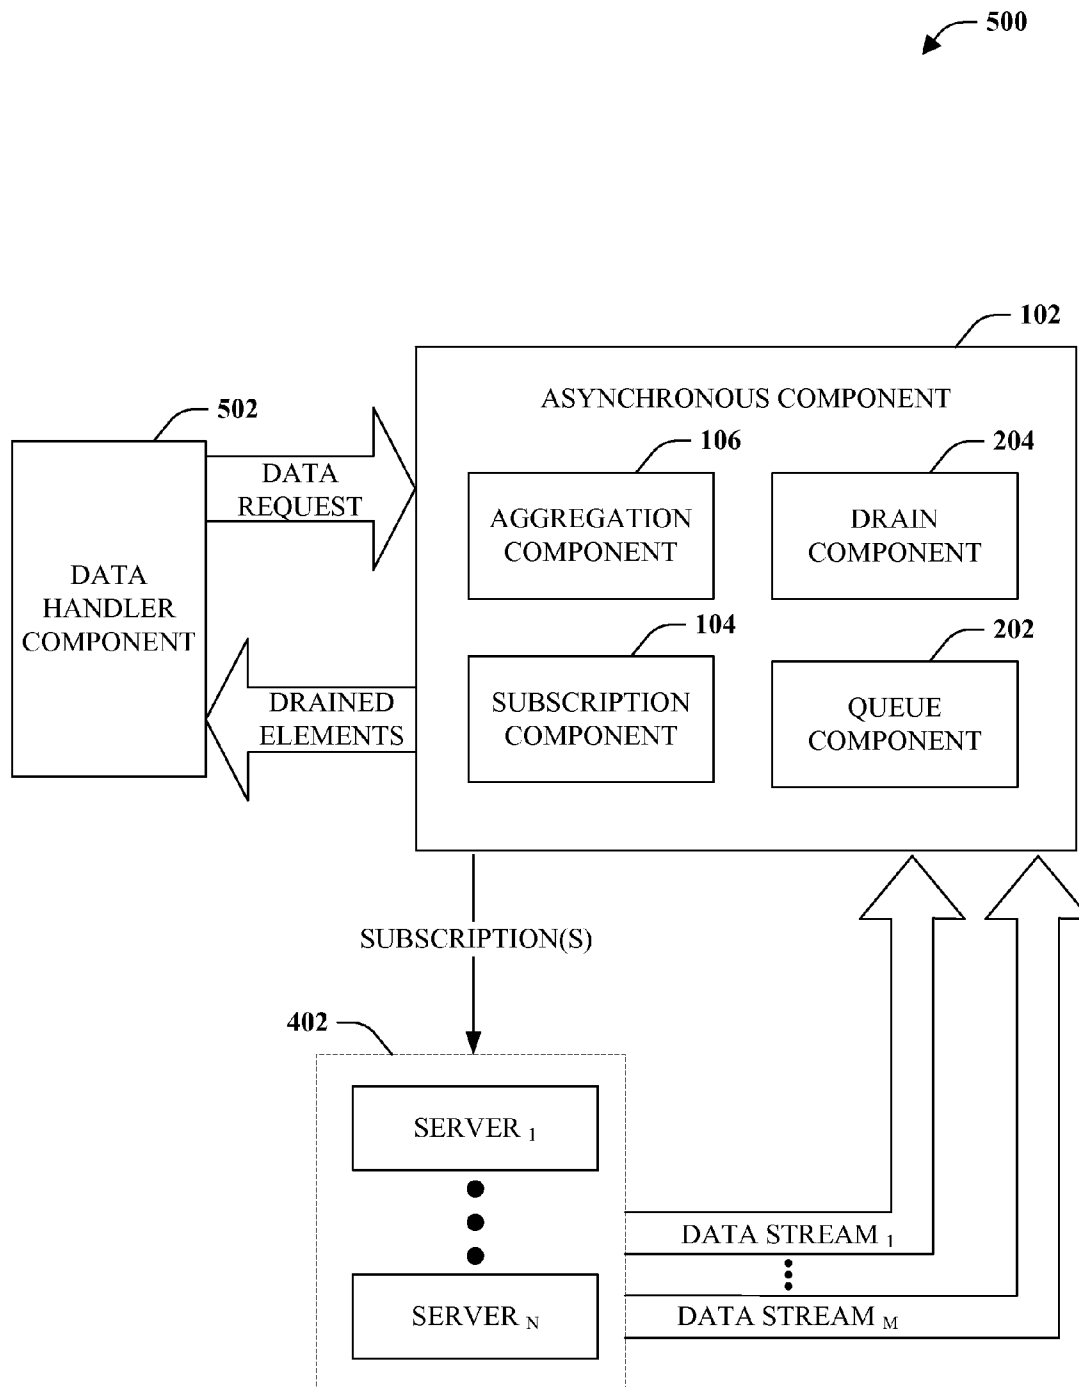 500
102
ASYNCHRONOUS COMPONENT
502
DATA
REQUEST
106
AGGREGATION
COMPONENT
204
DRAIN
COMPONENT
DATA
HANDLER
COMPONENT
104
SUBSCRIPTION
COMPONENT
202
QUEUE
COMPONENT
DRAINED
ELEMENTS
SUBSCRIPTION(S)
402
SERVER 1
SERVER N
DATA STREAM 1
DATA STREAM M